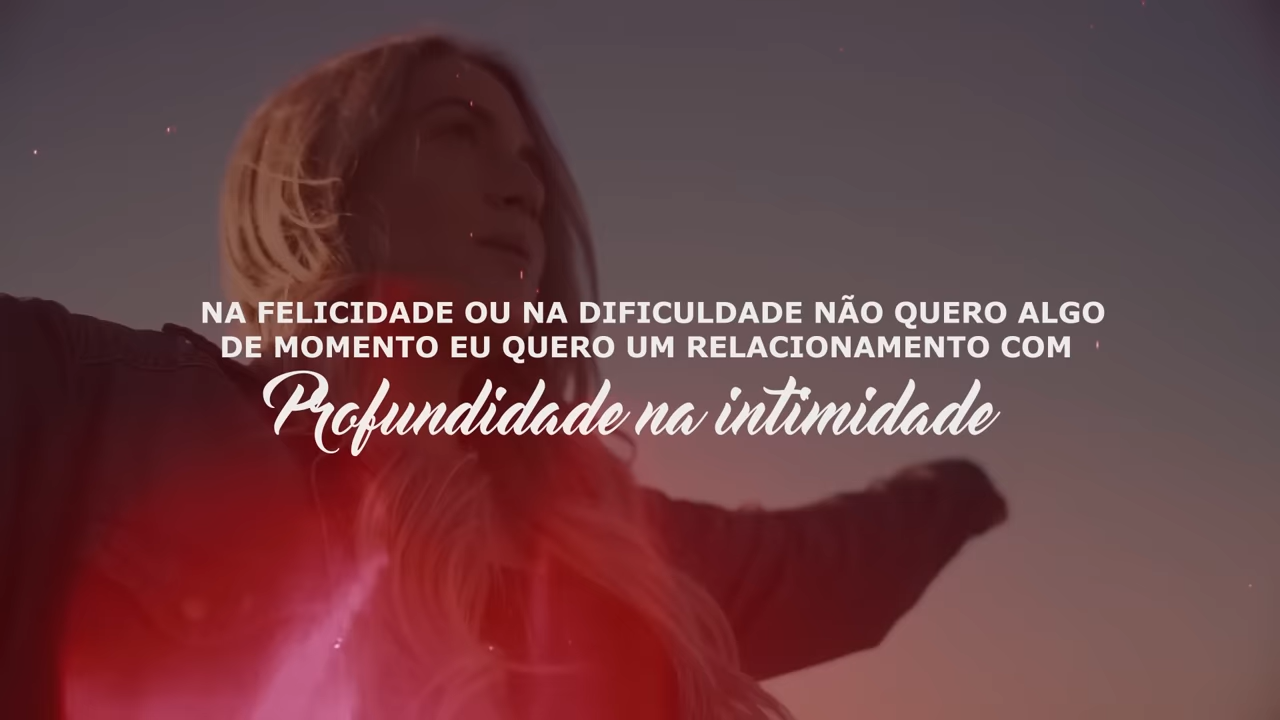 NA FELICIDADE OU NA DIFICULDADE NÃO QUERO ALGO
DE MOMENTO EU QUERO UM RELACIONAMENTO COM
Profundidade na intimidade